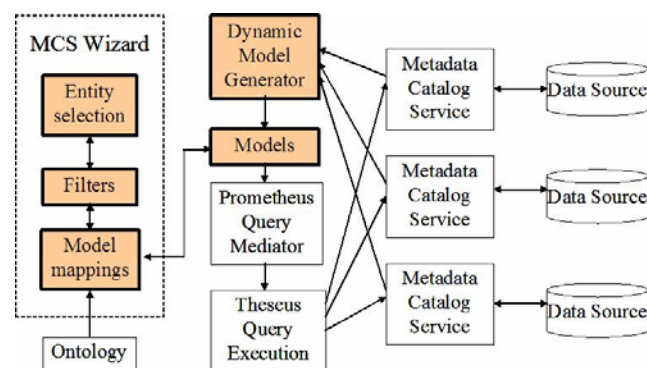 MCS Wizard
Entity
selection
Filters
Model
mappings
Ontology
Dynamic
Model
Generator
Models
Prometheus
Query
Mediator
Theseus
Query
Execution
Metadata
Catalog
Service
Data Source
Metadata
Catalog
Service
Data Source
Metadata
Catalog
Service
Data Source